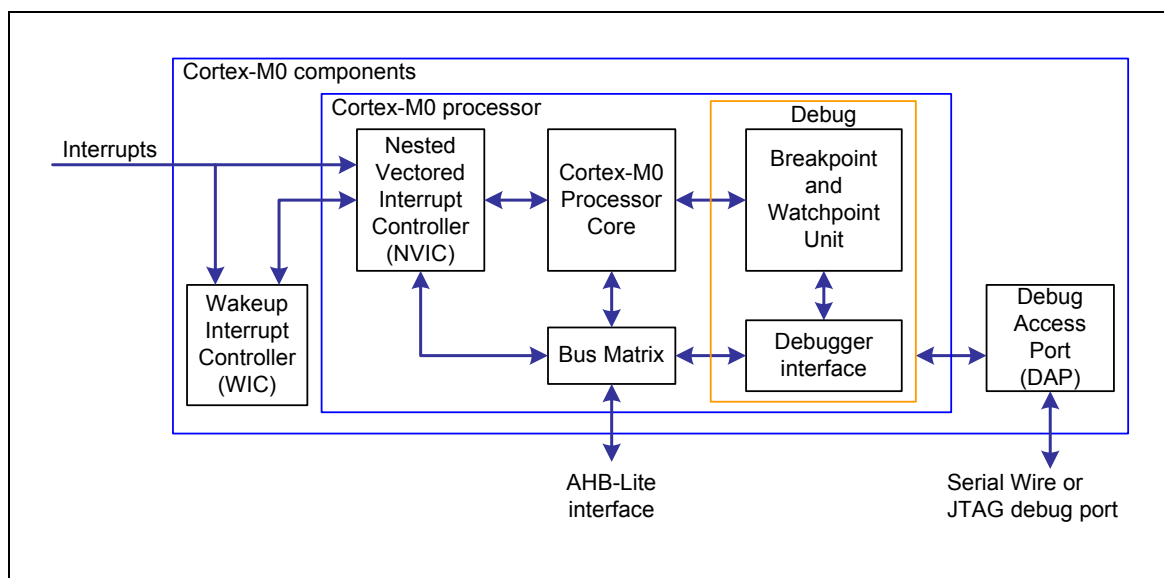 Cortex-M0 components
Cortex-M0 processor
Debug
Interrupts
Nested
Vectored
Interrupt
Controller
(NVIC)
Cortex-M0
Processor
Core
Breakpoint
and
Watchpoint
Unit
Wakeup
Interrupt
Controller
(WIC)
Bus Matrix
Debugger
interface
Debug
Access
Port
(DAP)
AHB-Lite
interface
Serial Wire or
JTAG debug port